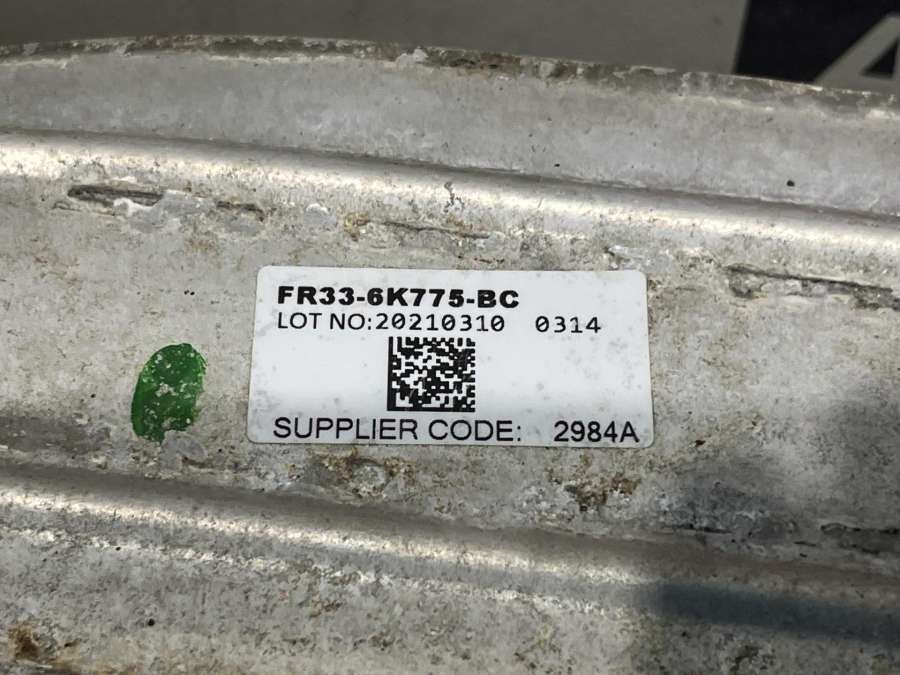 FR33-6K775-BC
LOT NO:20210310 0314
SUPPLIER CODE: 2984A